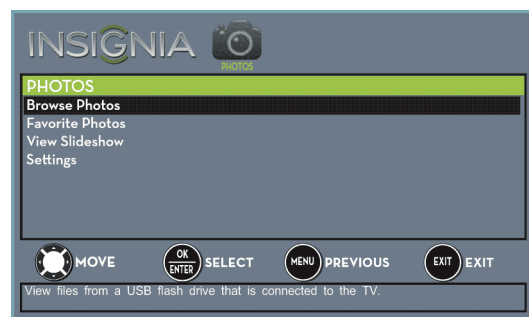 INSIGNIA
PHOTOS
PHOTOS
Browse Photos
Favorite Photos
View Slideshow
Settings
MOVE
OK
ENTER
SELECT
MENU
PREVIOUS
EXIT
EXIT
View files from a USB flash drive that is connected to the TV.